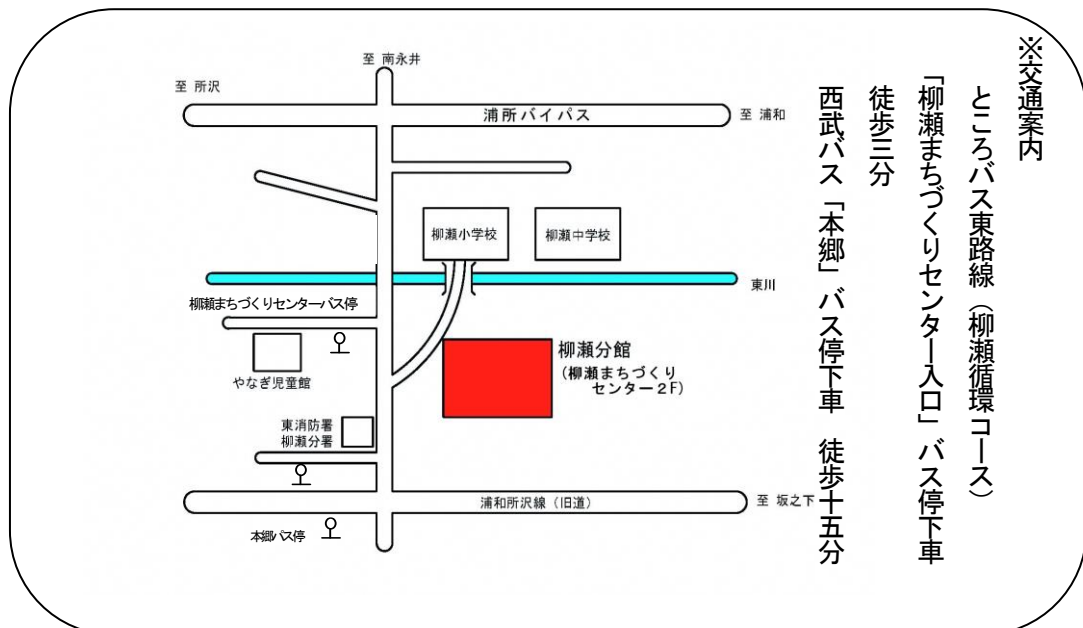 ※交通案内
ところバス東路線（柳瀬循環コース）
「柳瀬まちづくりセンター入口」バス停下車
徒歩三分
西武バス「本郷」バス停下車　徒歩十五分
至 南永井
至 所沢
浦所バイパス
至 浦和
柳瀬小学校
柳瀬中学校
東川
柳瀬まちづくりセンターバス停
やなぎ児童館
柳瀬分館
（柳瀬まちづくり
センター２F）
東消防署
柳瀬分署
浦和所沢線（旧道）
至 坂之下
本郷バス停